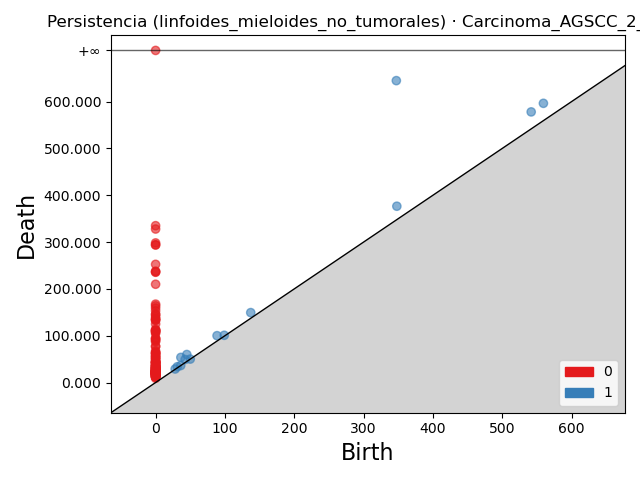 Persistencia (linfoides_mieloides_no_tumorales) · Carcinoma_AGSCC_2_
+∞
600.000
500.000
400.000
300.000
200.000
100.000
0.000
Death
0
1
0 100 200 300 400 500 600
Birth